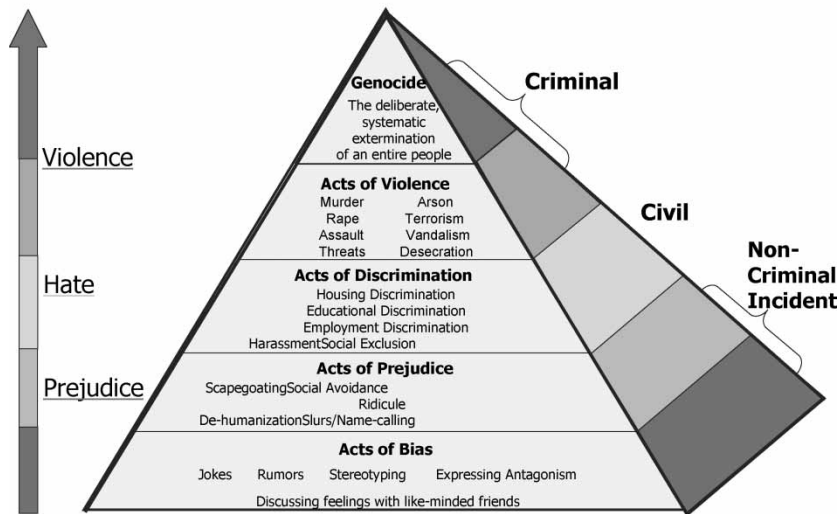 Genocide
The deliberate,
systematic
extermination
of an entire people
Criminal
Violence
Acts of Violence
Murder Arson
Rape Terrorism
Assault Vandalism
Threats Desecration
Civil
Hate
Acts of Discrimination
Housing Discrimination
Educational Discrimination
Employment Discrimination
HarassmentSocial Exclusion
Non-
Criminal
Incident
Prejudice
Acts of Prejudice
ScapegoatingSocial Avoidance
Ridicule
De-humanizationSlurs/Name-calling
Acts of Bias
Jokes Rumors Stereotyping Expressing Antagonism
Discussing feelings with like-minded friends